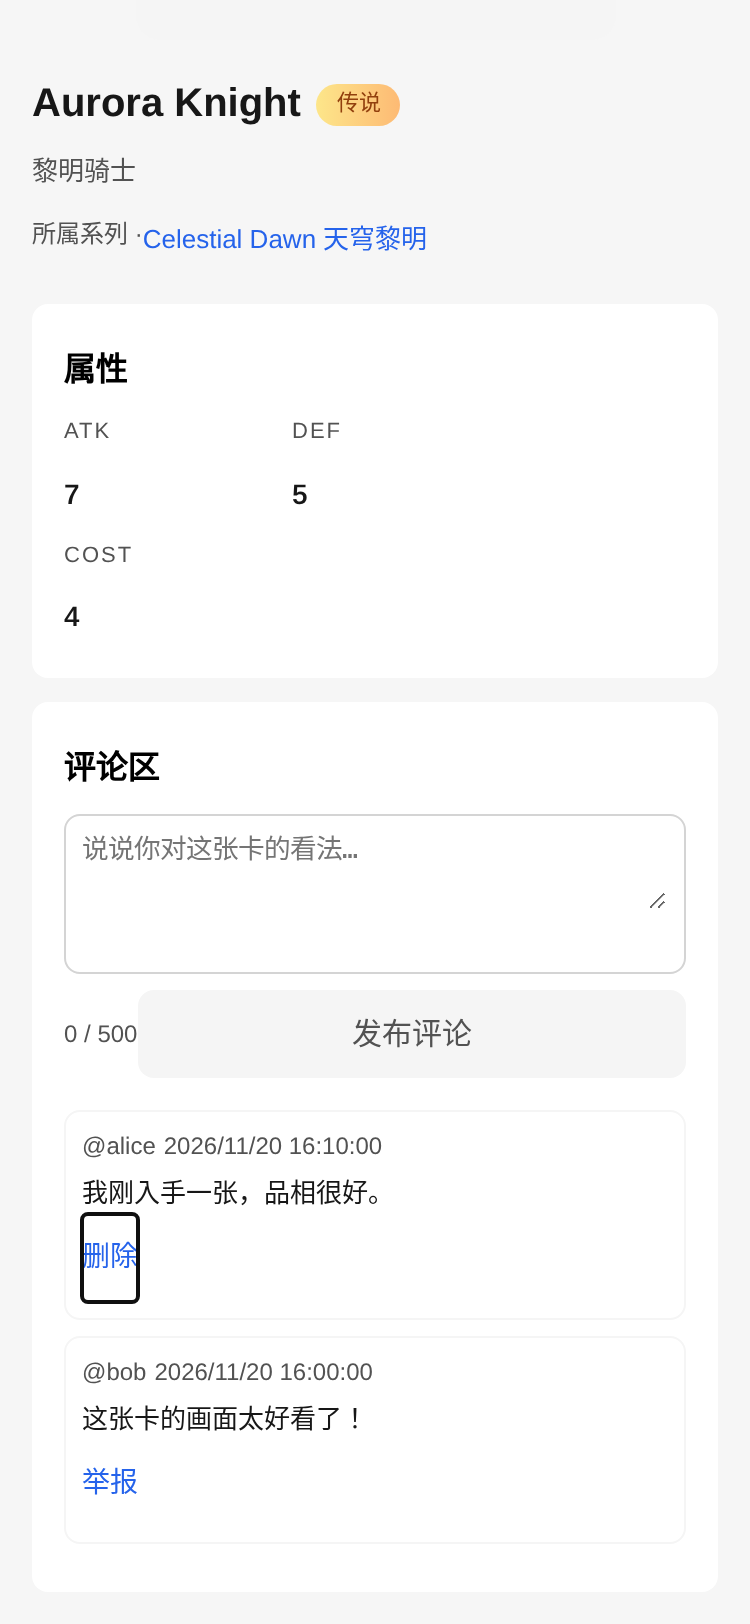 Aurora Knight 传说
黎明骑士
所属系列 ·Celestial Dawn 天穹黎明
属性
ATK DEF
7 5
COST
4
评论区
说说你对这张卡的看法…
0 / 500 发布评论
@alice 2026/11/20 16:10:00
我刚入手一张，品相很好。
删除
@bob 2026/11/20 16:00:00
这张卡的画面太好看了！
举报